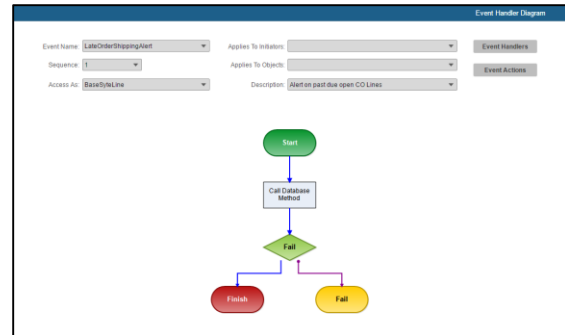 Event Handler Diagram
Event Name: LateOrderShippingAlert Applies To Initiators: Event Handlers
Sequence: 1 Applies To Objects: Event Actions
Access As: BaseSyteLine Description: Alert on past due open CO Lines
Start
Call Database
Method
Fail
Finish Fail